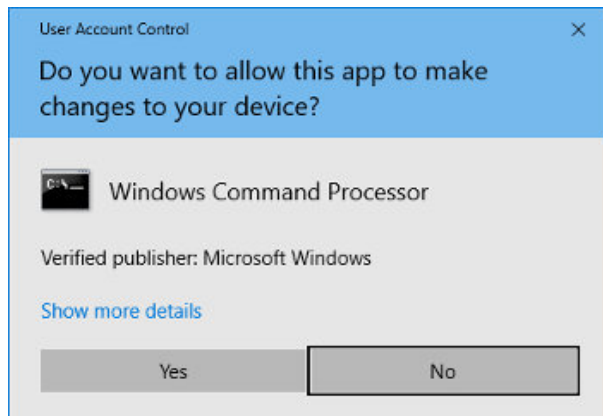 User Account Control
Do you want to allow this app to make
changes to your device?
C:\_
Windows Command Processor
Verified publisher: Microsoft Windows
Show more details
Yes
No